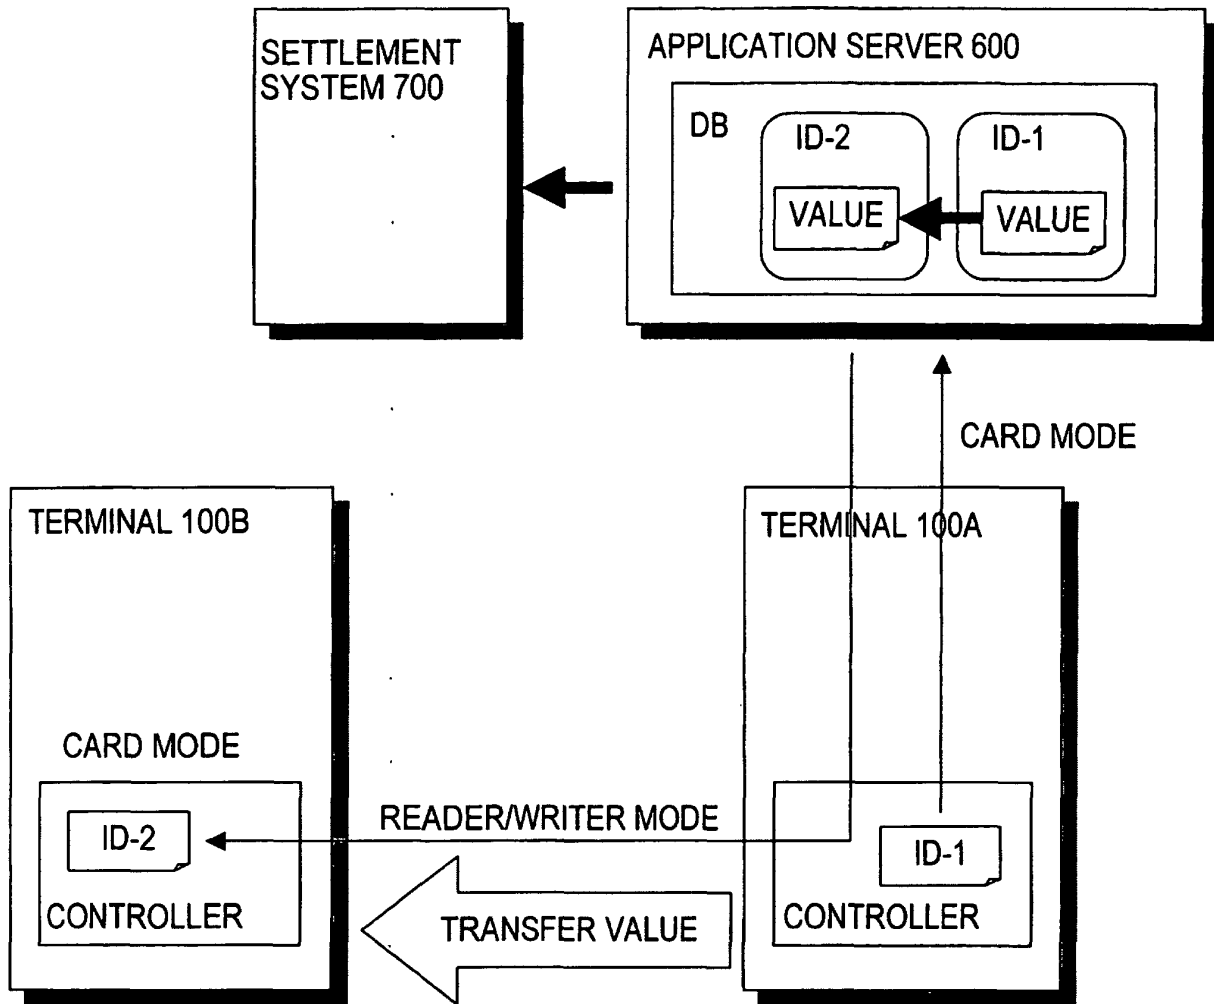 SETTLEMENT
SYSTEM 700
APPLICATION SERVER 600
DB
ID-2
ID-1
VALUE
VALUE
CARD MODE
TERMINAL 100B
TERMINAL 100A
CARD MODE
READER/WRITER MODE
ID-2
ID-1
CONTROLLER
TRANSFER VALUE
CONTROLLER